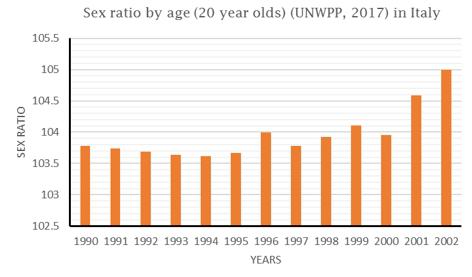 Sex ratio by age (20 year olds) (UNWPP, 2017) in Italy
105.5
105
104.5
104
103.5
103
102.5
SEX RATIO
1990 1991 1992 1993 1994 1995 1996 1997 1998 1999 2000 2001 2002
YEARS